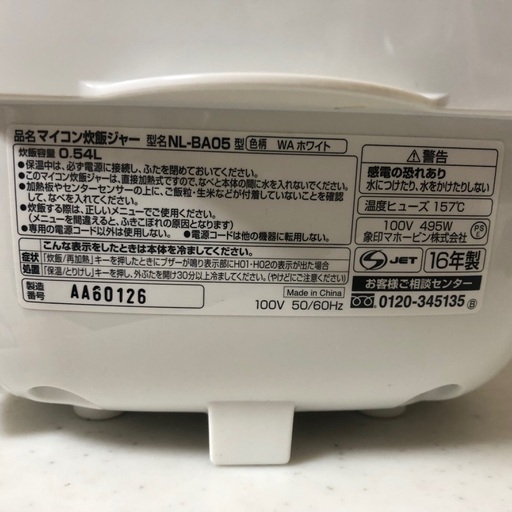 品名 マイコン炊飯ジャー 型名 NL-BA05 型 色柄 WA ホワイト
炊飯容量 0.54L
●保温中は、必ず電源に接続し、ふたを閉めておいてください。
●このマイコン炊飯ジャーは、直接加熱式ですので、なべと本体の間に水を入れないでください。
●加熱板やセンターセンサーの上に、ご飯粒・生米などが付着していないことを確認
して、なべを入れてください。
●炊飯する際は、正しいメニューでご使用ください。
(メニューを間違えると、ふきこぼれの原因となります)
●専用の電源コード以外は使用しない。 ●電源コードは他の機器に転用しない。
こんな表示をしたときは本体を冷ましてください。
症状 「炊飯/再加熱」キーを押したときにブザーが鳴り表示部にH01・H02の表示が出た場合
処置 「保温/とりけし」キーを押し、外ぶたを開け30分以上冷ましてください。(やけどにご注意ください)
製造番号 AA60126
Made in China
100V 50/60Hz
⚠警告
感電の恐れあり
水につけたり、水をかけたりしない
温度ヒューズ 157℃
100V 495W
象印マホービン株式会社
PS
JET 16年製
お客様ご相談センター
0120-345135 Ⓑ